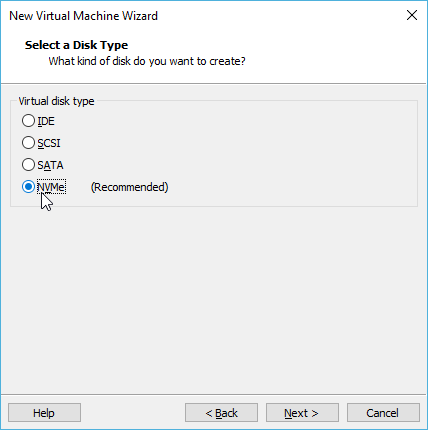 New Virtual Machine Wizard
Select a Disk Type
What kind of disk do you want to create?
Virtual disk type
IDE
SCSI
SATA
NVMe (Recommended)
Help < Back Next > Cancel